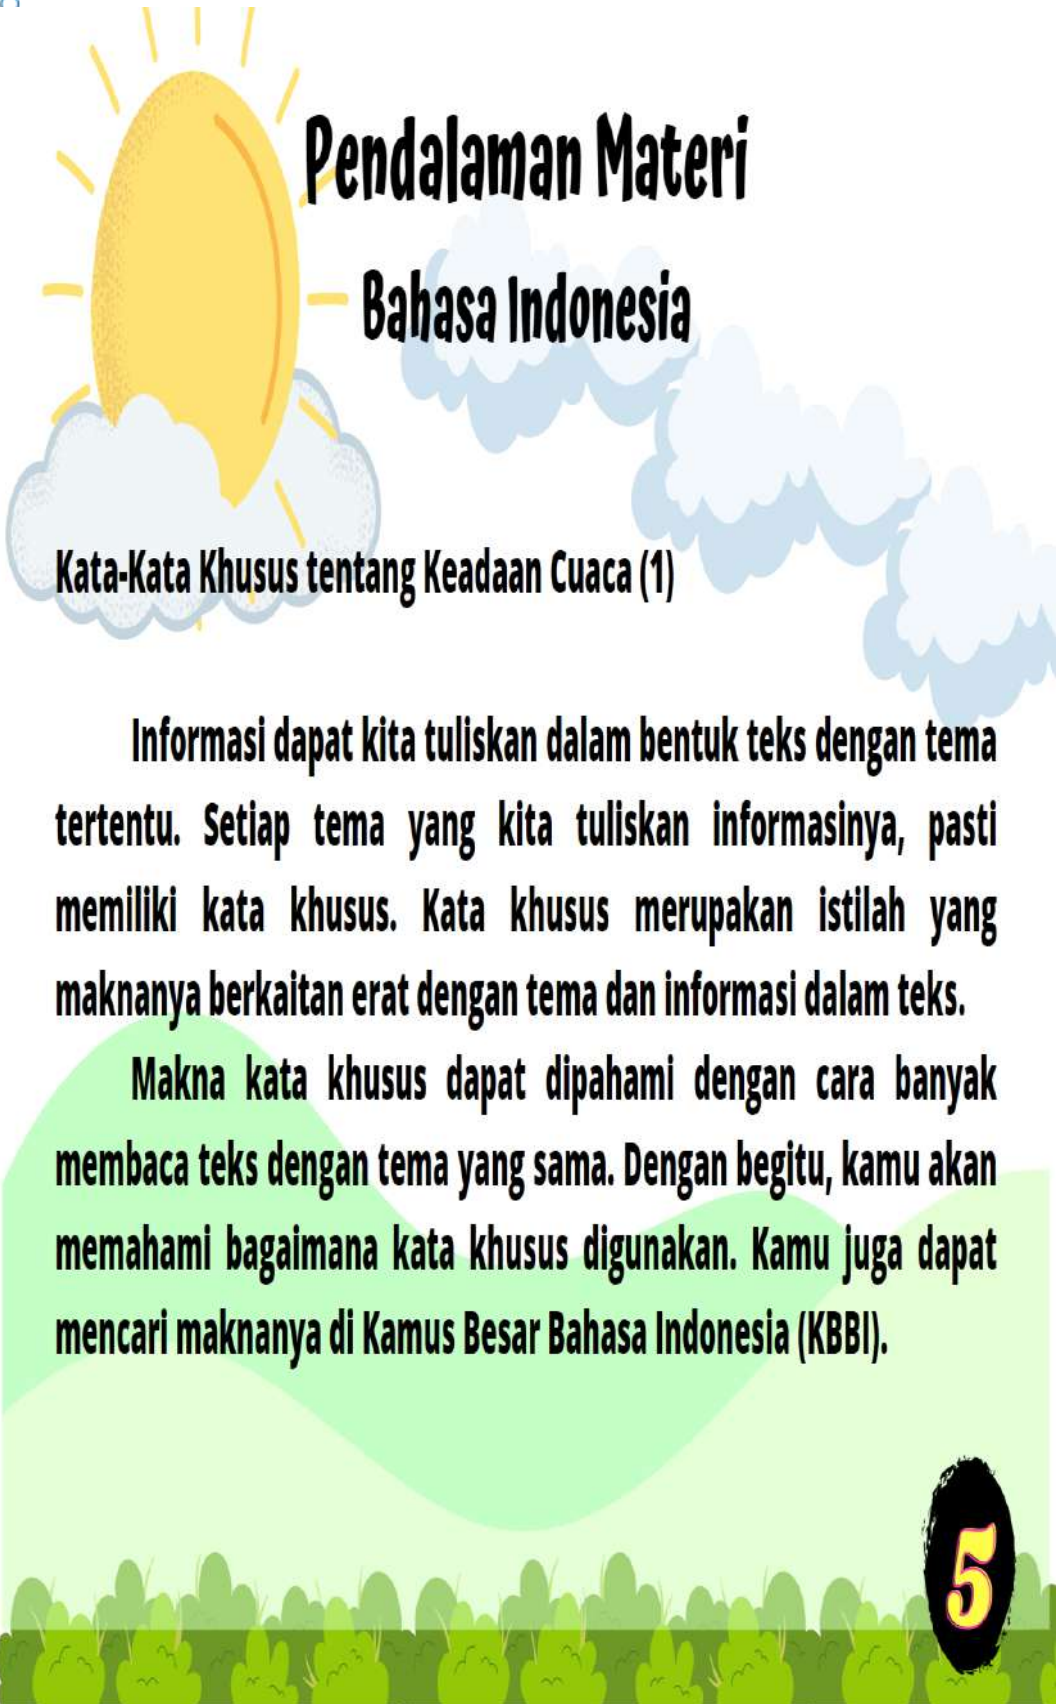 Pendalaman Materi
Bahasa Indonesia
Kata-Kata Khusus tentang Keadaan Cuaca (1)
Informasi dapat kita tuliskan dalam bentuk teks dengan tema
tertentu. Setiap tema yang kita tuliskan informasinya, pasti
memiliki kata khusus. Kata khusus merupakan istilah yang
maknanya berkaitan erat dengan tema dan informasi dalam teks.
Makna kata khusus dapat dipahami dengan cara banyak
membaca teks dengan tema yang sama. Dengan begitu, kamu akan
memahami bagaimana kata khusus digunakan. Kamu juga dapat
mencari maknanya di Kamus Besar Bahasa Indonesia (KBBI).
5